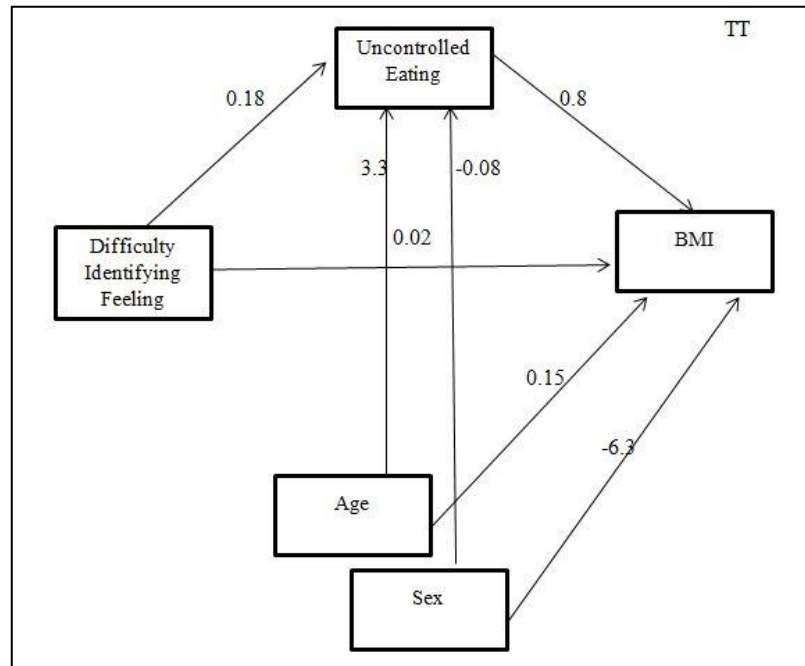 TT
Uncontrolled
Eating
0.18
0.8
3.3
-0.08
Difficulty
Identifying
Feeling
0.02
BMI
0.15
-6.3
Age
Sex